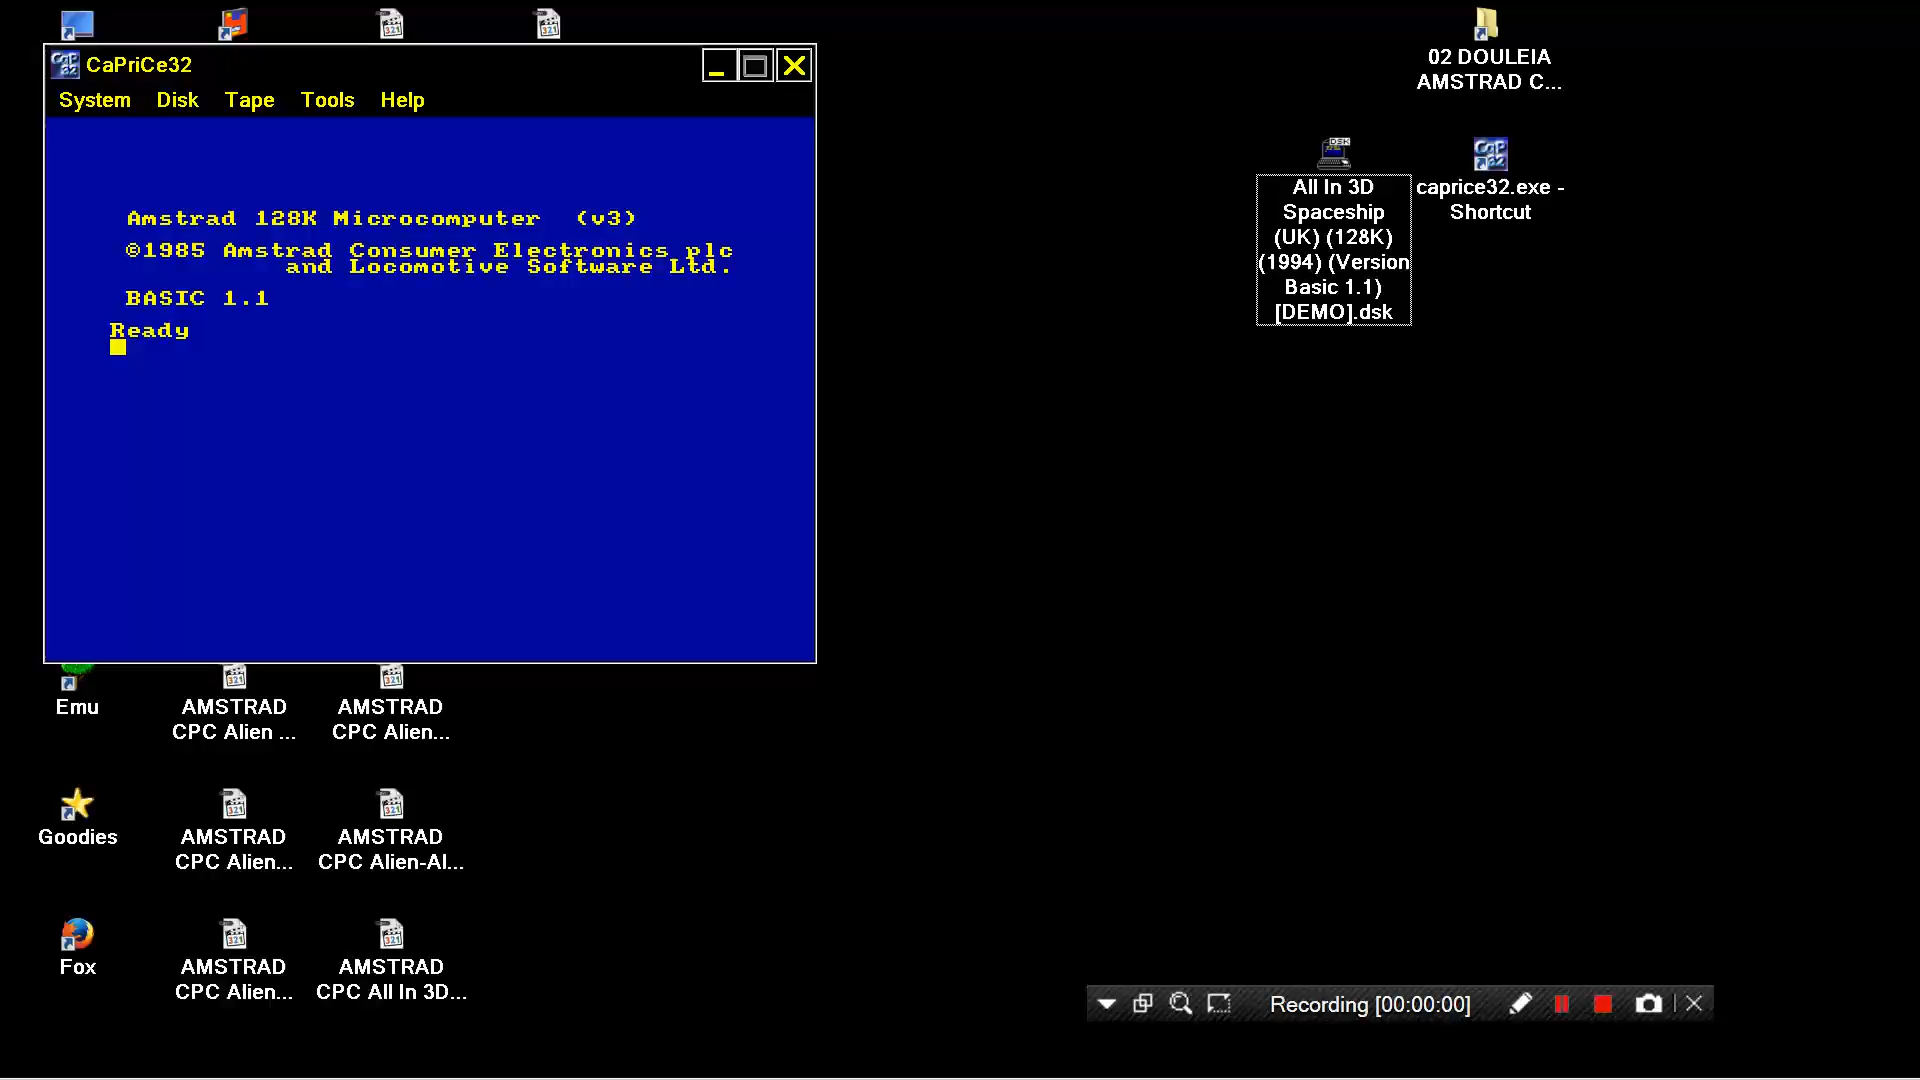 CaPriCe32
System Disk Tape Tools Help
Amstrad 128K Microcomputer (v3)
©1985 Amstrad Consumer Electronics plc
and Locomotive Software Ltd.
BASIC 1.1
Ready
02 DOULEIA
AMSTRAD C...
All In 3D
Spaceship
(UK) (128K)
(1994) (Version
Basic 1.1)
[DEMO].dsk
caprice32.exe -
Shortcut
Emu
AMSTRAD
CPC Alien ...
AMSTRAD
CPC Alien...
Goodies
AMSTRAD
CPC Alien...
AMSTRAD
CPC Alien-Al...
Fox
AMSTRAD
CPC Alien...
AMSTRAD
CPC All In 3D...
Recording [00:00:00]